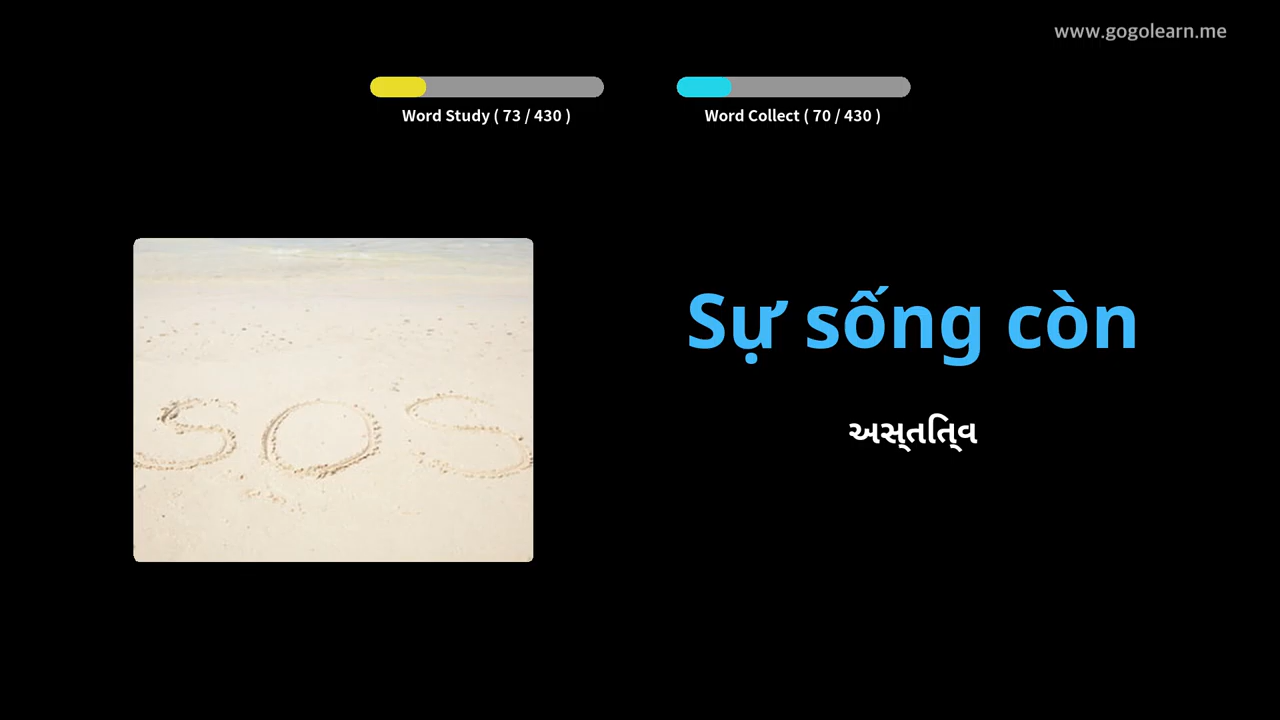 www.gogolearn.me
Word Study ( 73 / 430 )
Word Collect ( 70 / 430 )
Sự sống còn
SOS
અસ્તિત્વ